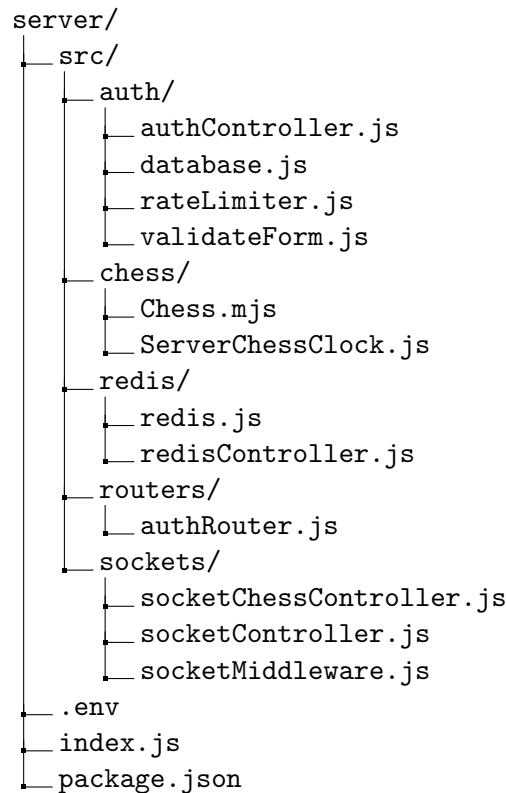 server/
src/
auth/
authController.js
database.js
rateLimiter.js
validateForm.js
chess/
Chess.mjs
ServerChessClock.js
redis/
redis.js
redisController.js
routers/
authRouter.js
sockets/
socketChessController.js
socketController.js
socketMiddleware.js
.env
index.js
package.json